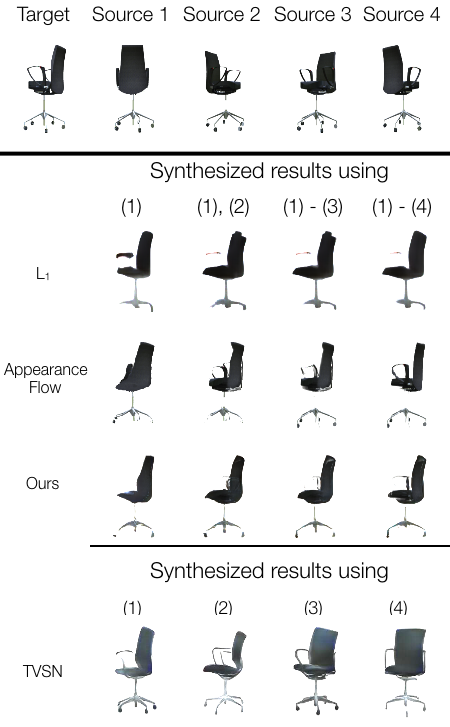 Target Source 1 Source 2 Source 3 Source 4
Synthesized results using
(1) (1), (2) (1) - (3) (1) - (4)
L₁
Appearance
Flow
Ours
Synthesized results using
(1) (2) (3) (4)
TVSN